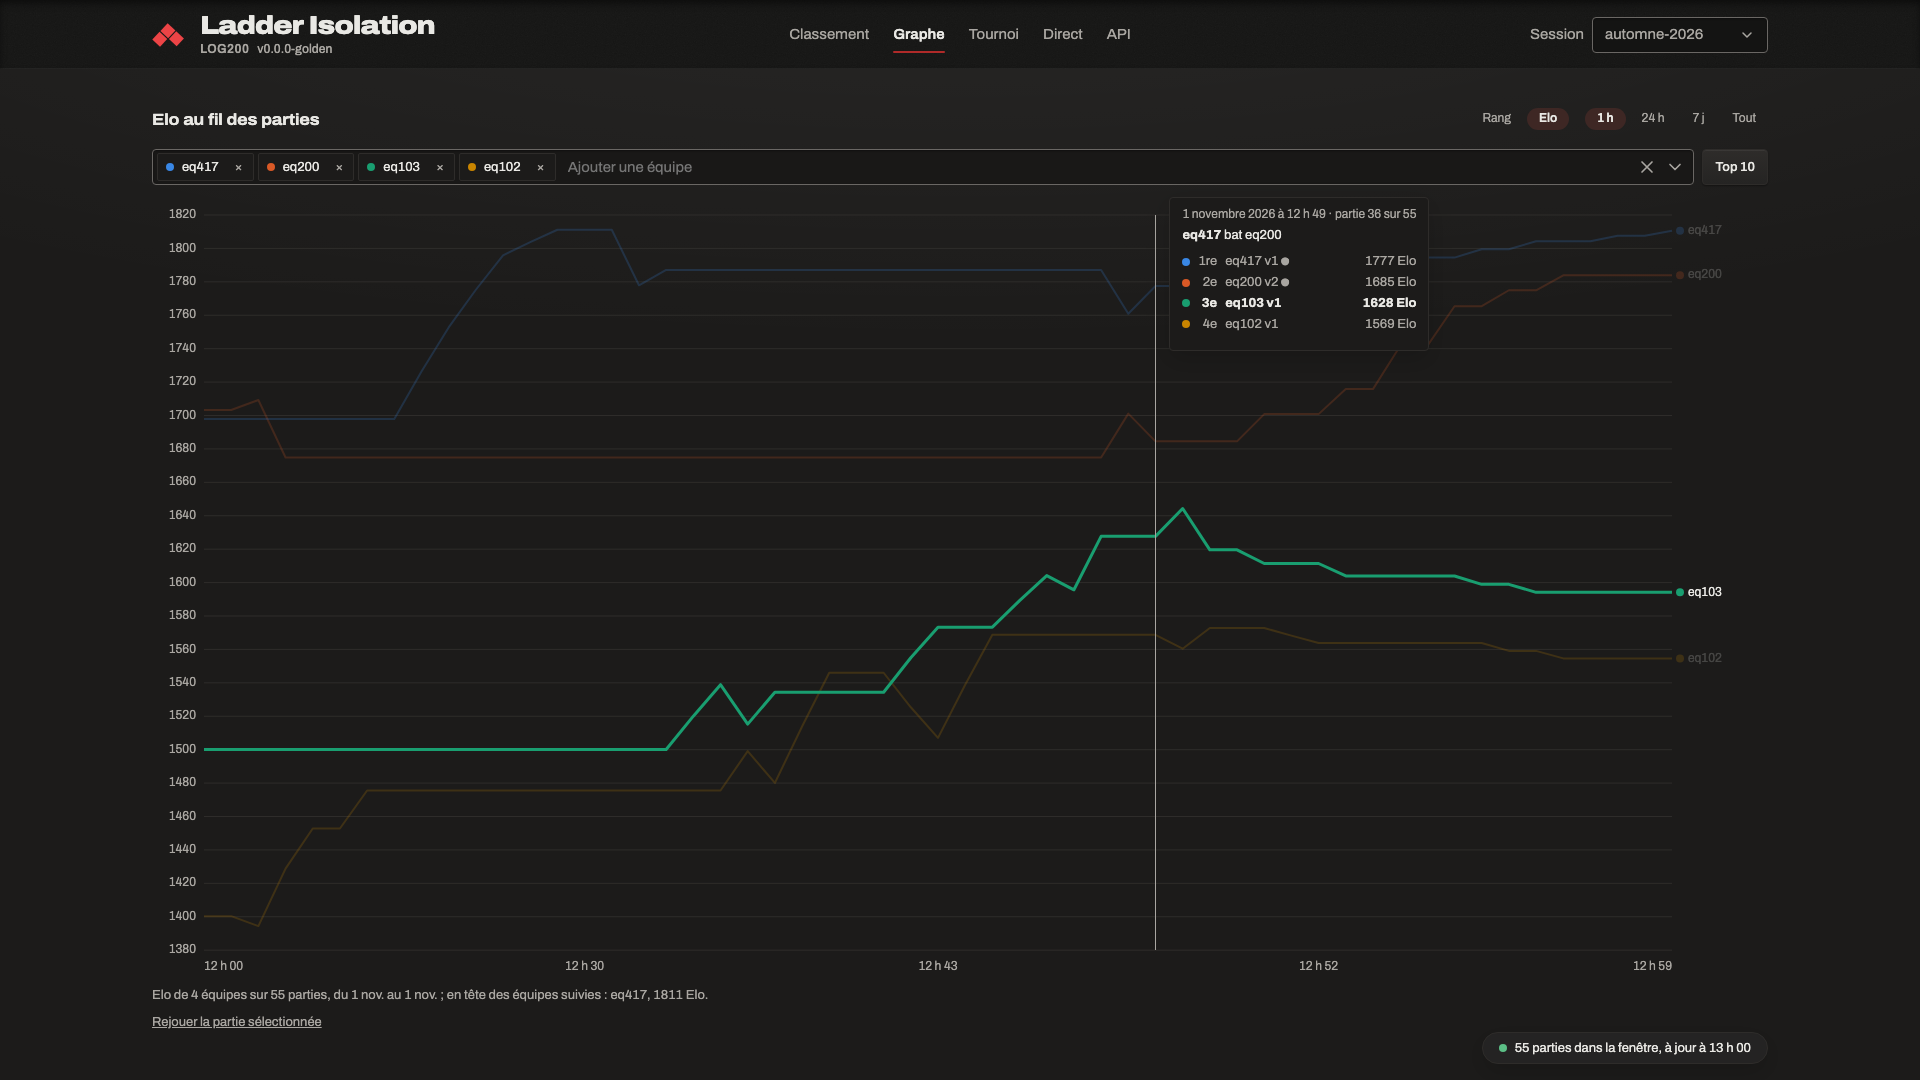 Ladder Isolation
LOG200 v0.0.0-golden
Classement Graphe Tournoi Direct API
Session automne-2026
Elo au fil des parties
Rang Elo 1 h 24 h 7 j Tout
eq417 × eq200 × eq103 × eq102 × Ajouter une équipe
Top 10
1820
1800
1780
1760
1740
1720
1700
1680
1660
1640
1620
1600
1580
1560
1540
1520
1500
1480
1460
1440
1420
1400
1380
1 novembre 2026 à 12 h 49 · partie 36 sur 55
eq417 bat eq200
1re eq417 v1 1777 Elo
2e eq200 v2 1685 Elo
3e eq103 v1 1628 Elo
4e eq102 v1 1569 Elo
eq417
eq200
eq103
eq102
12 h 00 12 h 30 12 h 43 12 h 52 12 h 59
Elo de 4 équipes sur 55 parties, du 1 nov. au 1 nov. ; en tête des équipes suivies : eq417, 1811 Elo.
Rejouer la partie sélectionnée
55 parties dans la fenêtre, à jour à 13 h 00